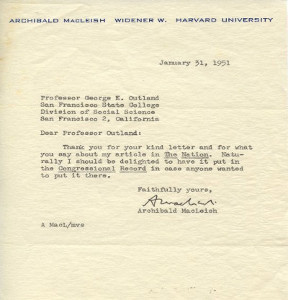 ARCHIBALD MACLEISH   WIDENER W.   HARVARD UNIVERSITY
January 31, 1951
Professor George E. Outland
San Francisco State College
Division of Social Science
San Francisco 2, California
Dear Professor Outland:
Thank you for your kind letter and for what
you say about my article in The Nation. Natu-
rally I should be delighted to have it put in
the Congressional Record in case anyone wanted
to put it there.
Faithfully yours,
Archibald MacLeish
A MacL/mvs